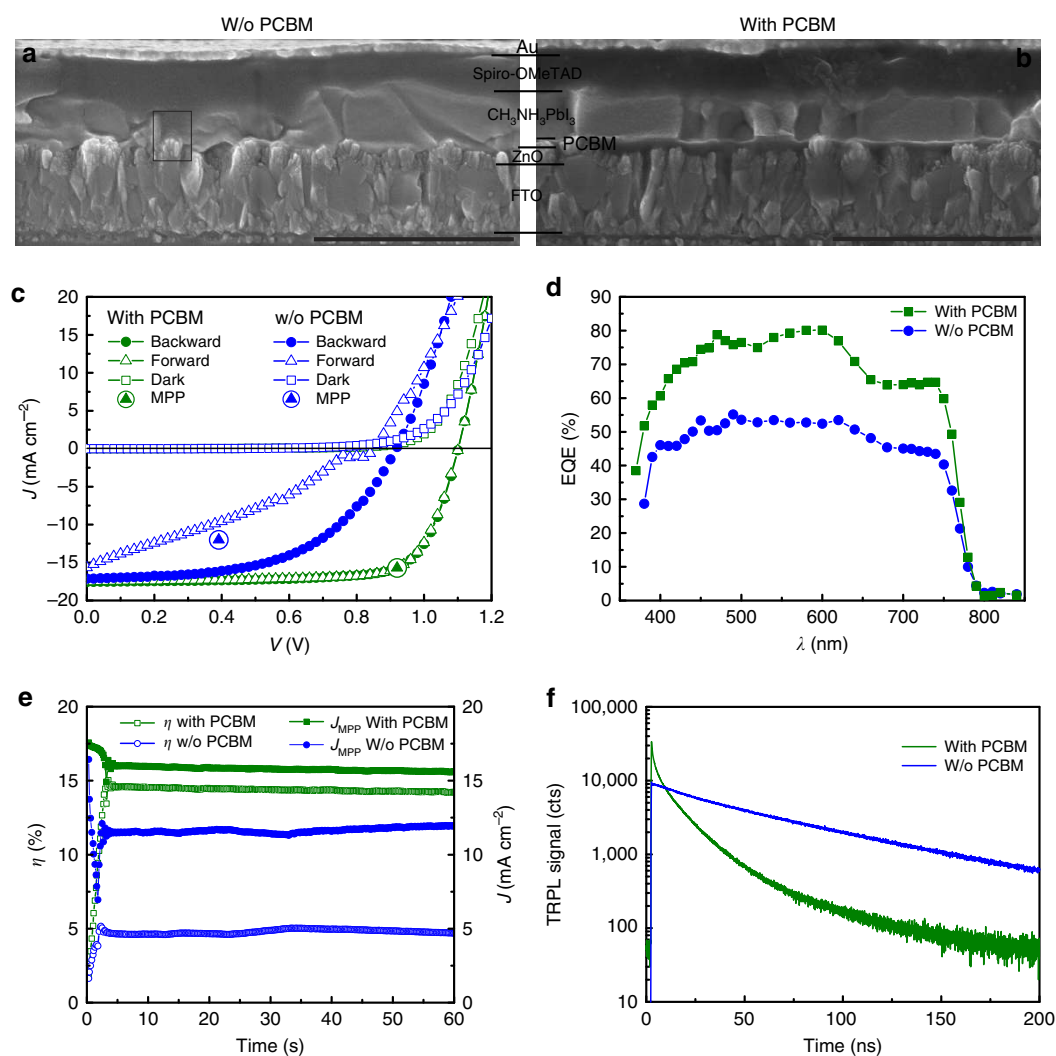 W/o PCBM
With PCBM
a
b
Au
Spiro-OMeTAD
CH₃NH₃PbI₃
PCBM
ZnO
FTO
c
With PCBM
Backward
Forward
Dark
MPP
w/o PCBM
Backward
Forward
Dark
MPP
20
15
10
5
0
−5
−10
−15
−20
J (mA cm⁻²)
0.0 0.2 0.4 0.6 0.8 1.0 1.2
V (V)
d
With PCBM
W/o PCBM
90
80
70
60
50
40
30
20
10
0
EQE (%)
400 500 600 700 800
λ (nm)
e
η with PCBM
η w/o PCBM
J_MPP With PCBM
J_MPP W/o PCBM
20
15
10
5
0
η (%)
20
15
10
5
0
J (mA cm⁻²)
0 10 20 30 40 50 60
Time (s)
f
With PCBM
W/o PCBM
100,000
10,000
1,000
100
10
TRPL signal (cts)
0 50 100 150 200
Time (ns)